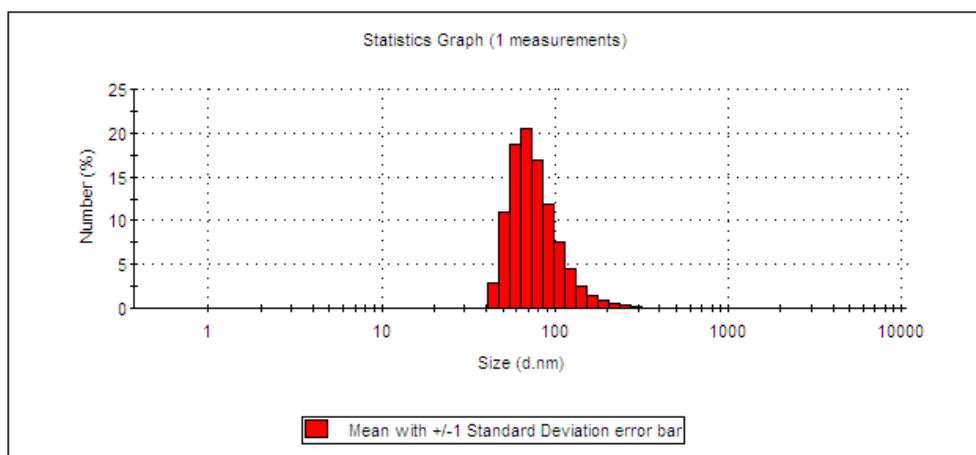 Statistics Graph (1 measurements)
25
20
15
10
5
0
Number (%)
1 10 100 1000 10000
Size (d.nm)
Mean with +/-1 Standard Deviation error bar